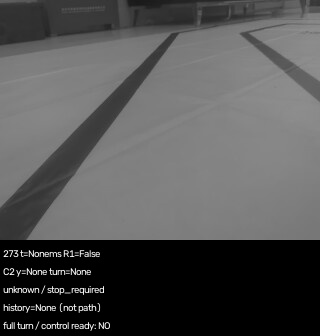 273 t=Nonems R1=False
C2 y=None turn=None
unknown / stop_required
history=None (not path)
full turn / control ready: NO